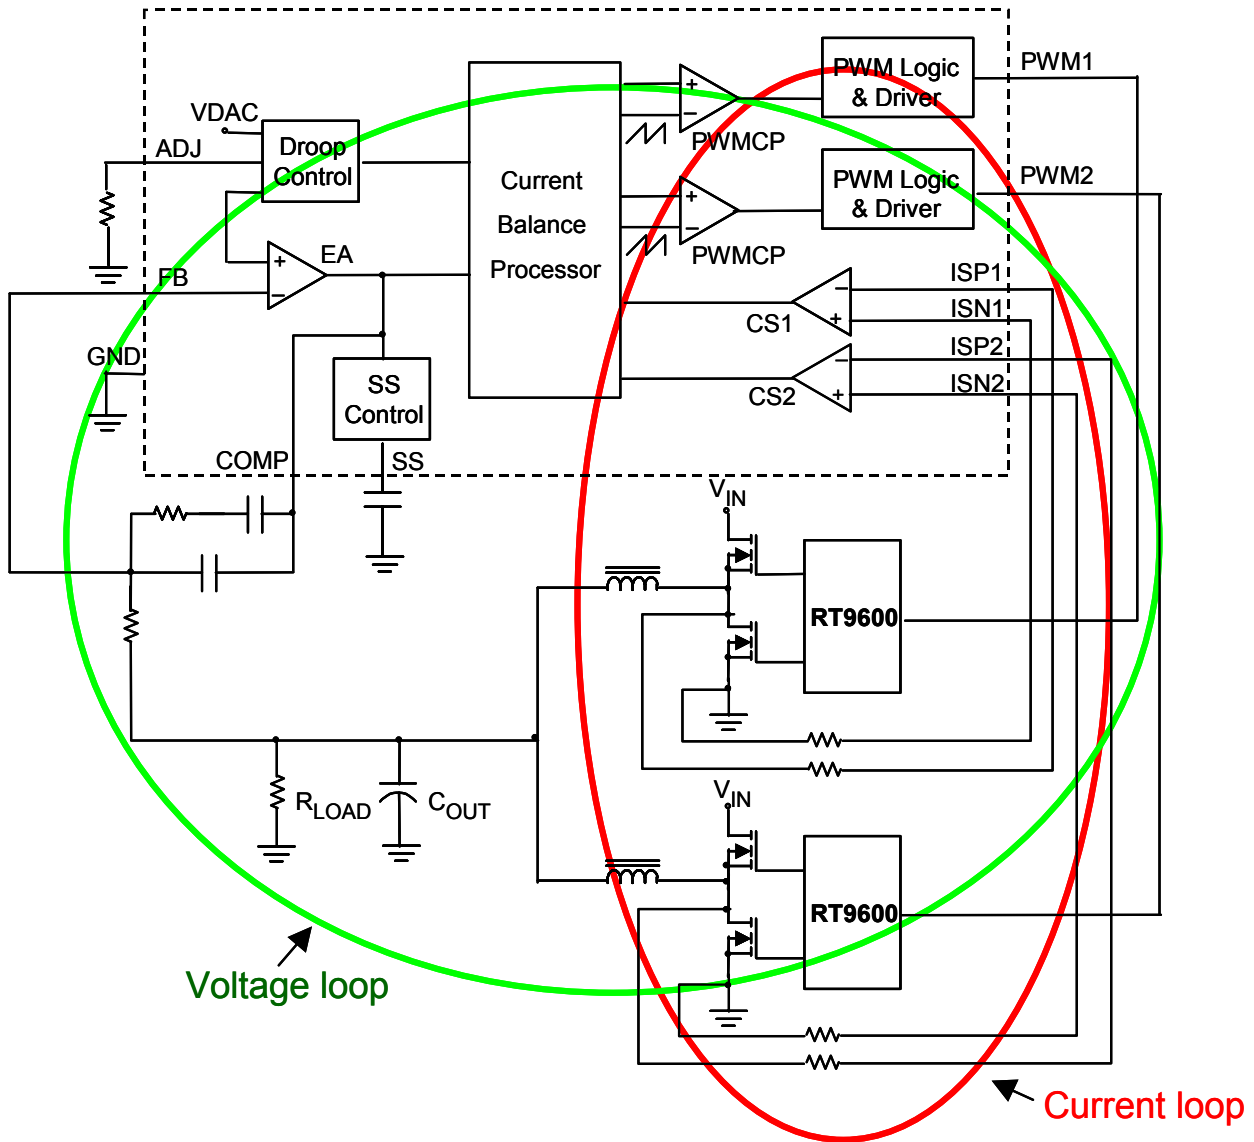 PWM Logic
& Driver
PWM1
VDAC
ADJ
Droop
Control
PWMCP
Current
Balance
Processor
PWM Logic
& Driver
PWM2
PWMCP
EA
FB
ISP1
ISN1
CS1
GND
ISP2
ISN2
CS2
SS
Control
COMP
SS
VIN
RT9600
RLOAD
COUT
VIN
RT9600
Voltage loop
Current loop